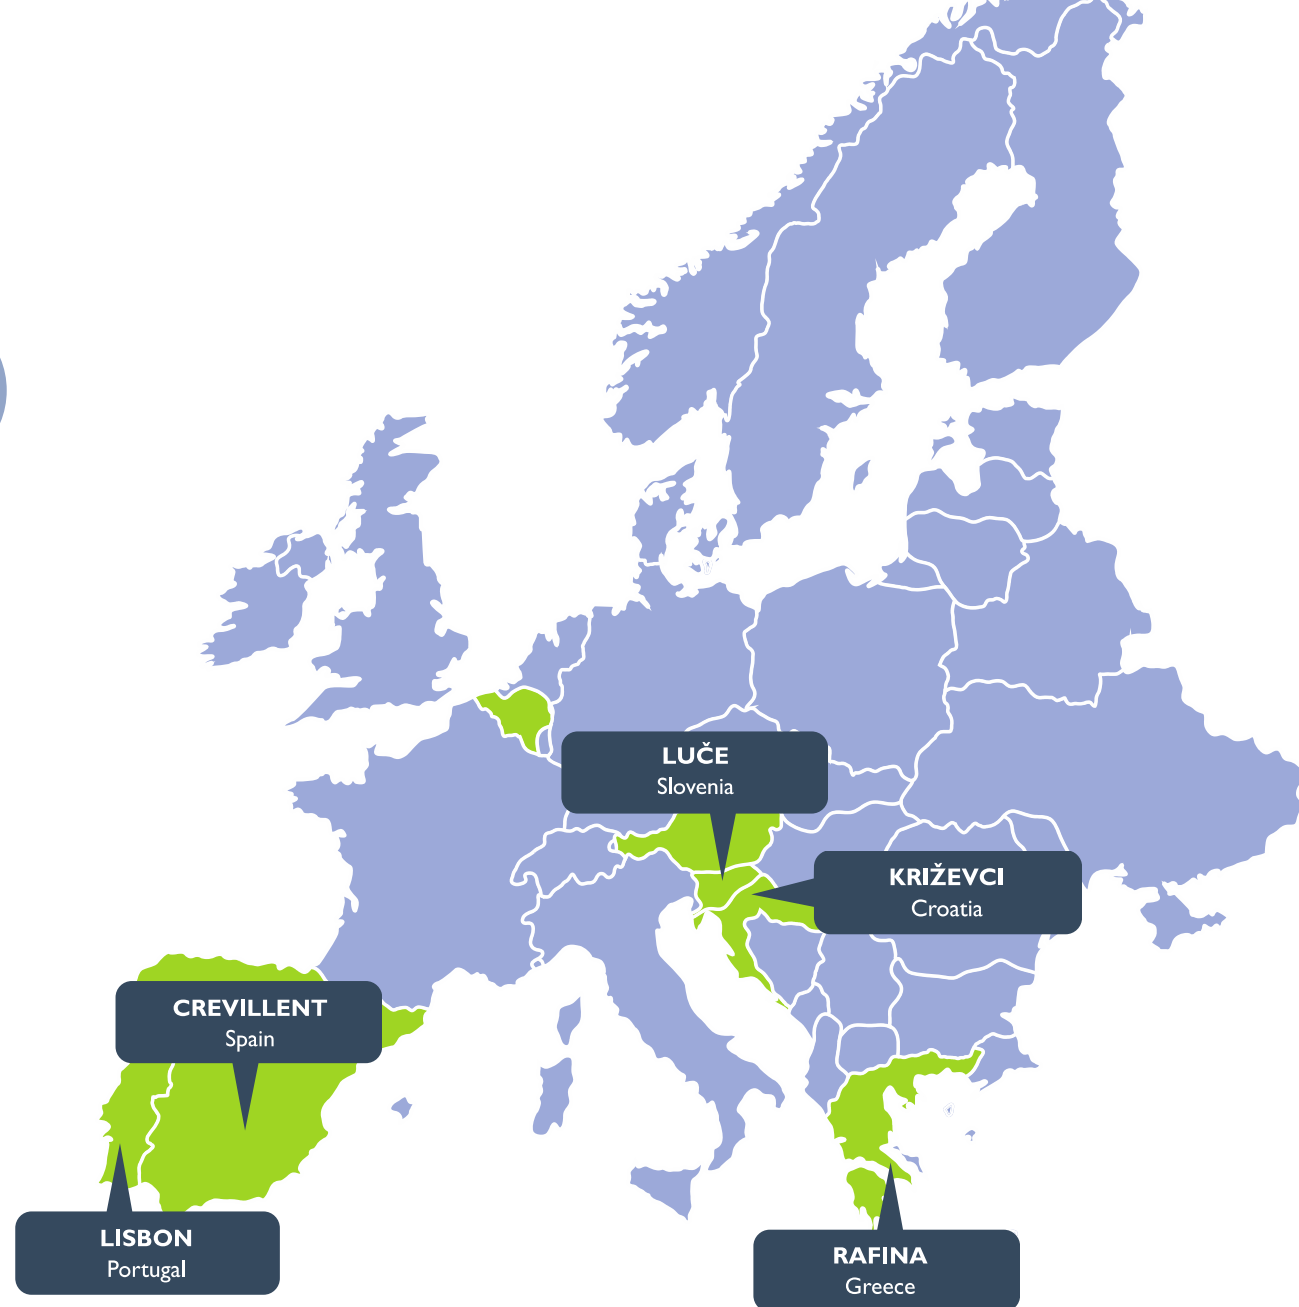 LUČE
Slovenia
KRIŽEVCI
Croatia
CREVILLENT
Spain
LISBON
Portugal
RAFINA
Greece